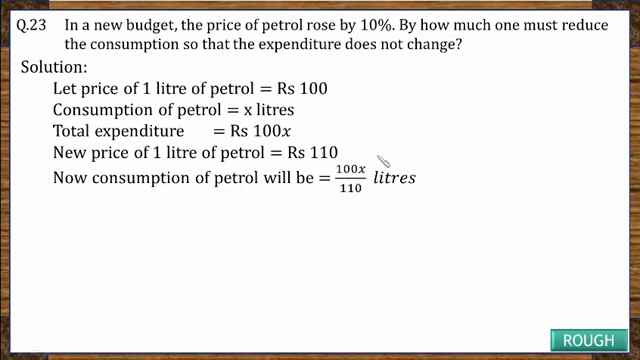 Q.23 In a new budget, the price of petrol rose by 10%. By how much one must reduce
the consumption so that the expenditure does not change?
Solution:
Let price of 1 litre of petrol = Rs 100
Consumption of petrol = x litres
Total expenditure = Rs 100x
New price of 1 litre of petrol = Rs 110
Now consumption of petrol will be = 100x/110 litres
ROUGH